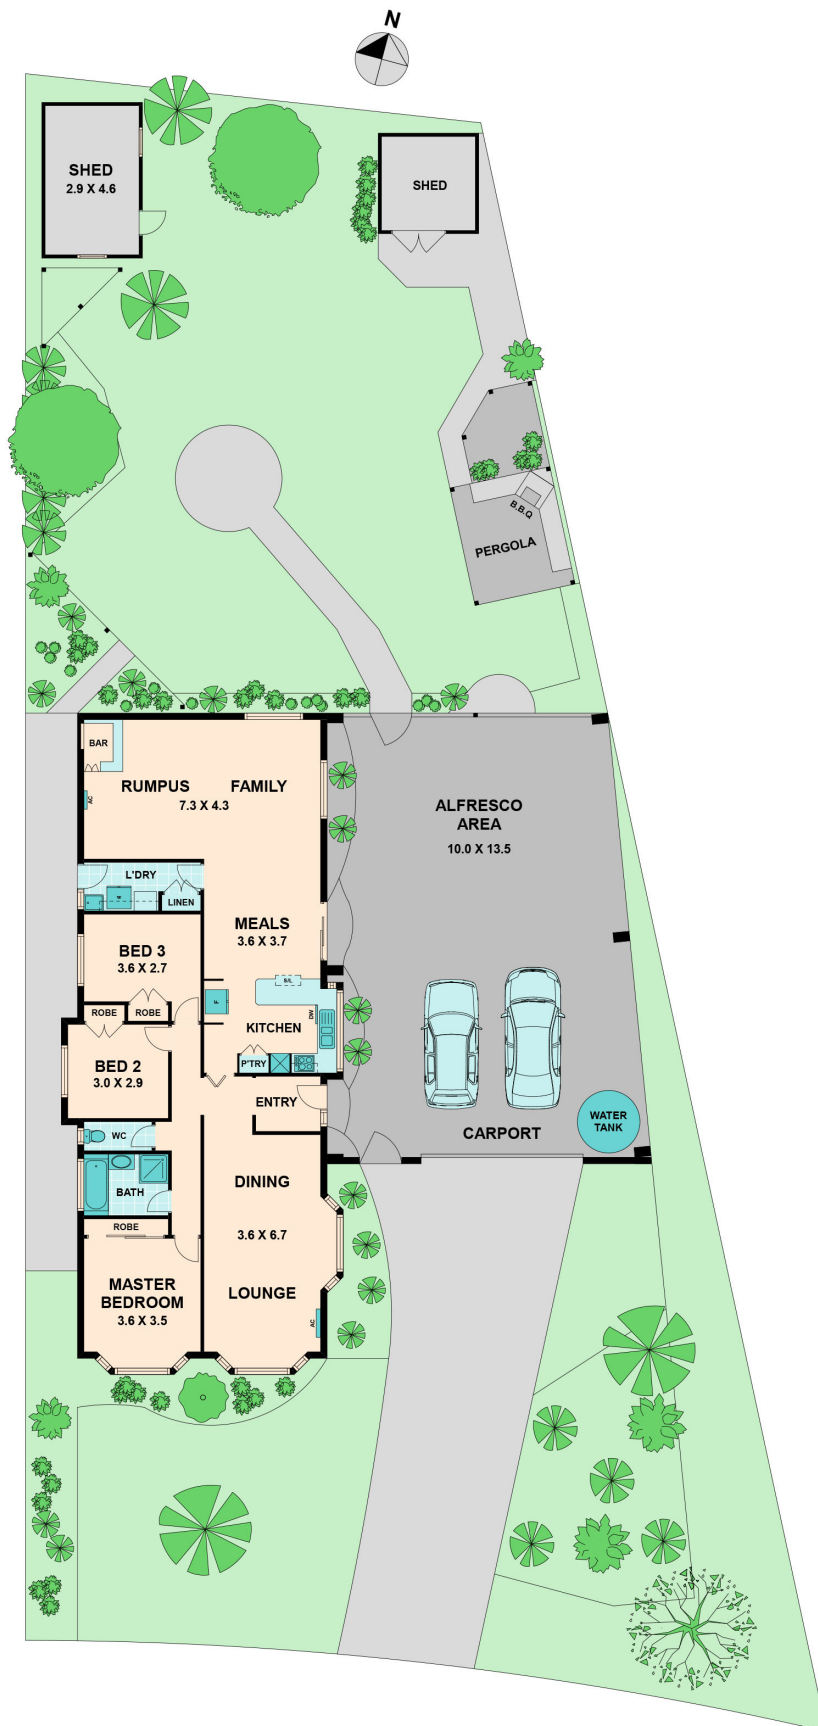 N
SHED
2.9 X 4.6
SHED
B.B.Q
PERGOLA
BAR
RUMPUS
FAMILY
7.3 X 4.3
AC
ALFRESCO
AREA
10.0 X 13.5
L'DRY
LINEN
MEALS
3.6 X 3.7
BED 3
3.6 X 2.7
S/L
F
DW
ROBE
ROBE
KITCHEN
P'TRY
BED 2
3.0 X 2.9
ENTRY
WATER
TANK
WC
CARPORT
BATH
DINING
ROBE
3.6 X 6.7
MASTER
BEDROOM
3.6 X 3.5
LOUNGE
AC